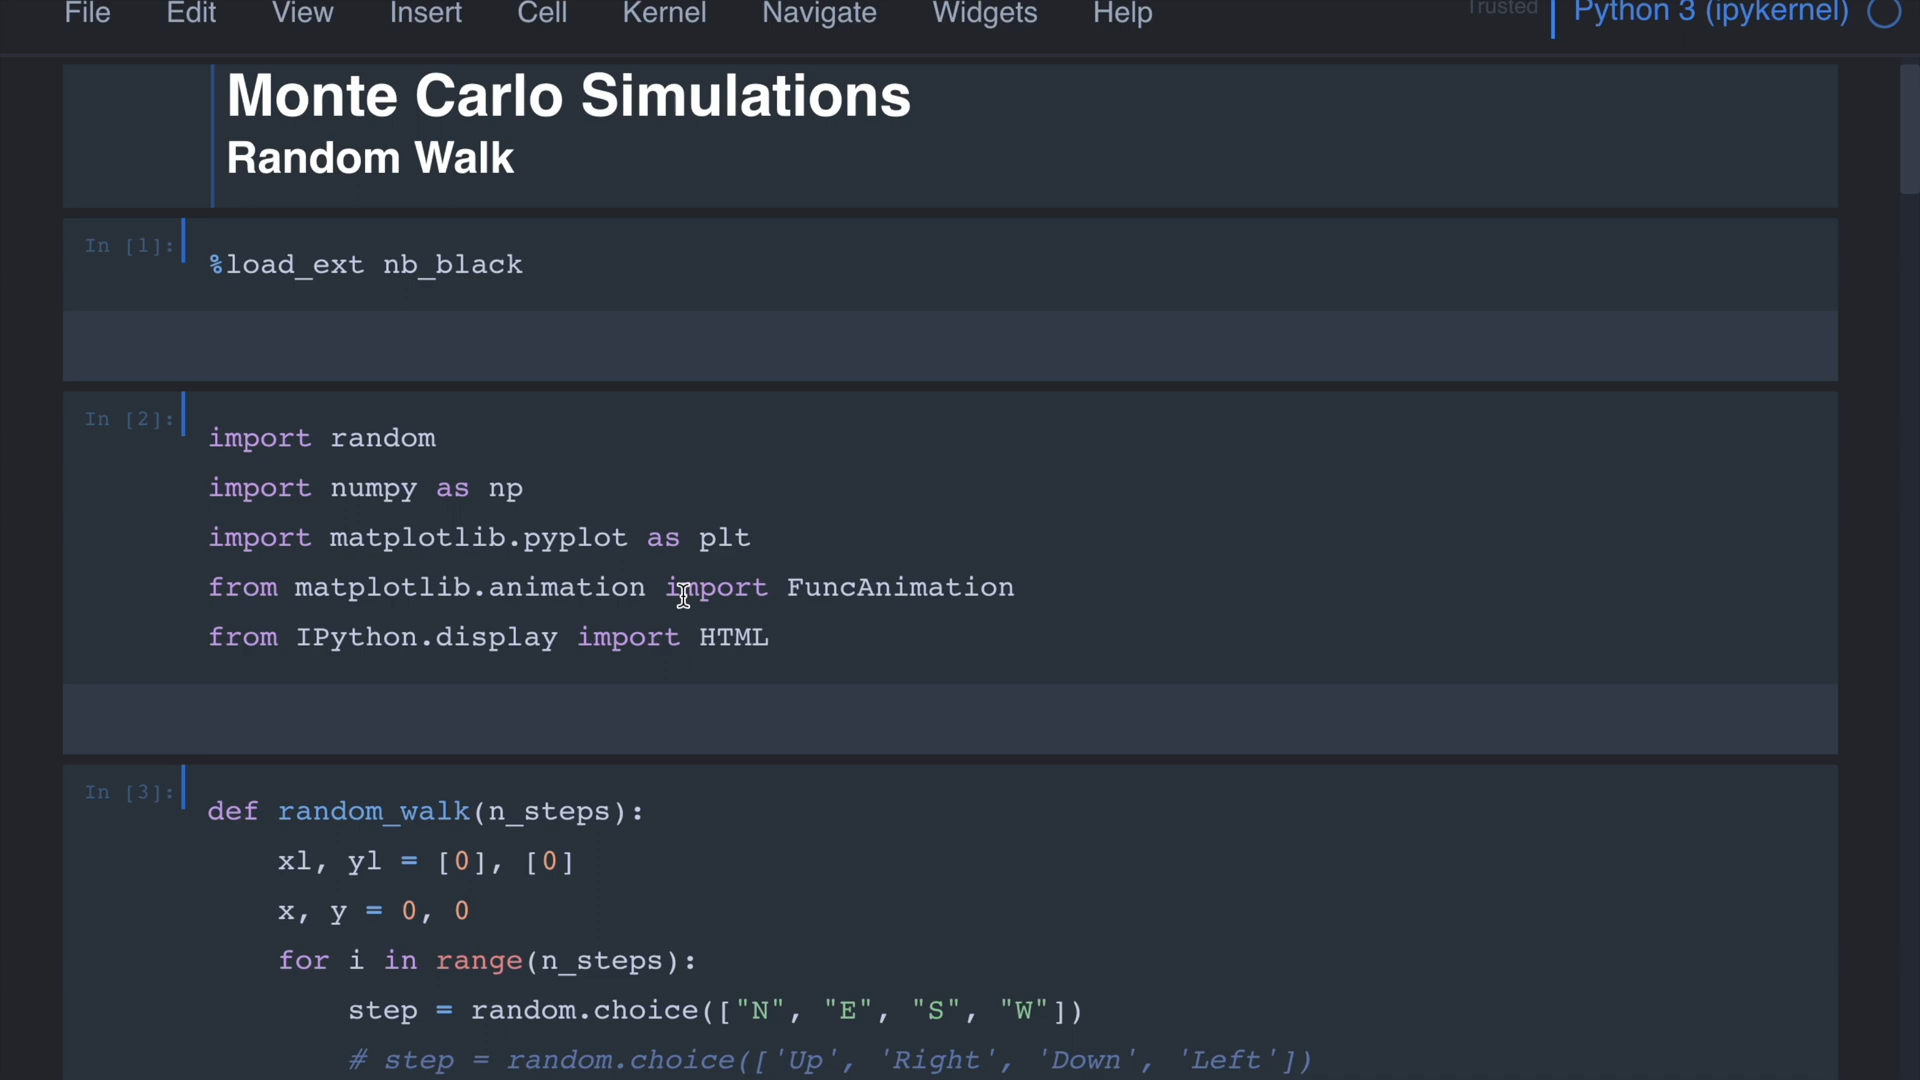 File Edit View Insert Cell Kernel Navigate Widgets Help Trusted Python 3 (ipykernel)
Monte Carlo Simulations
Random Walk
In [1]:
%load_ext nb_black
In [2]:
import random
import numpy as np
import matplotlib.pyplot as plt
from matplotlib.animation import FuncAnimation
from IPython.display import HTML
In [3]:
def random_walk(n_steps):
    xl, yl = [0], [0]
    x, y = 0, 0
    for i in range(n_steps):
        step = random.choice(["N", "E", "S", "W"])
        # step = random.choice(['Up', 'Right', 'Down', 'Left'])